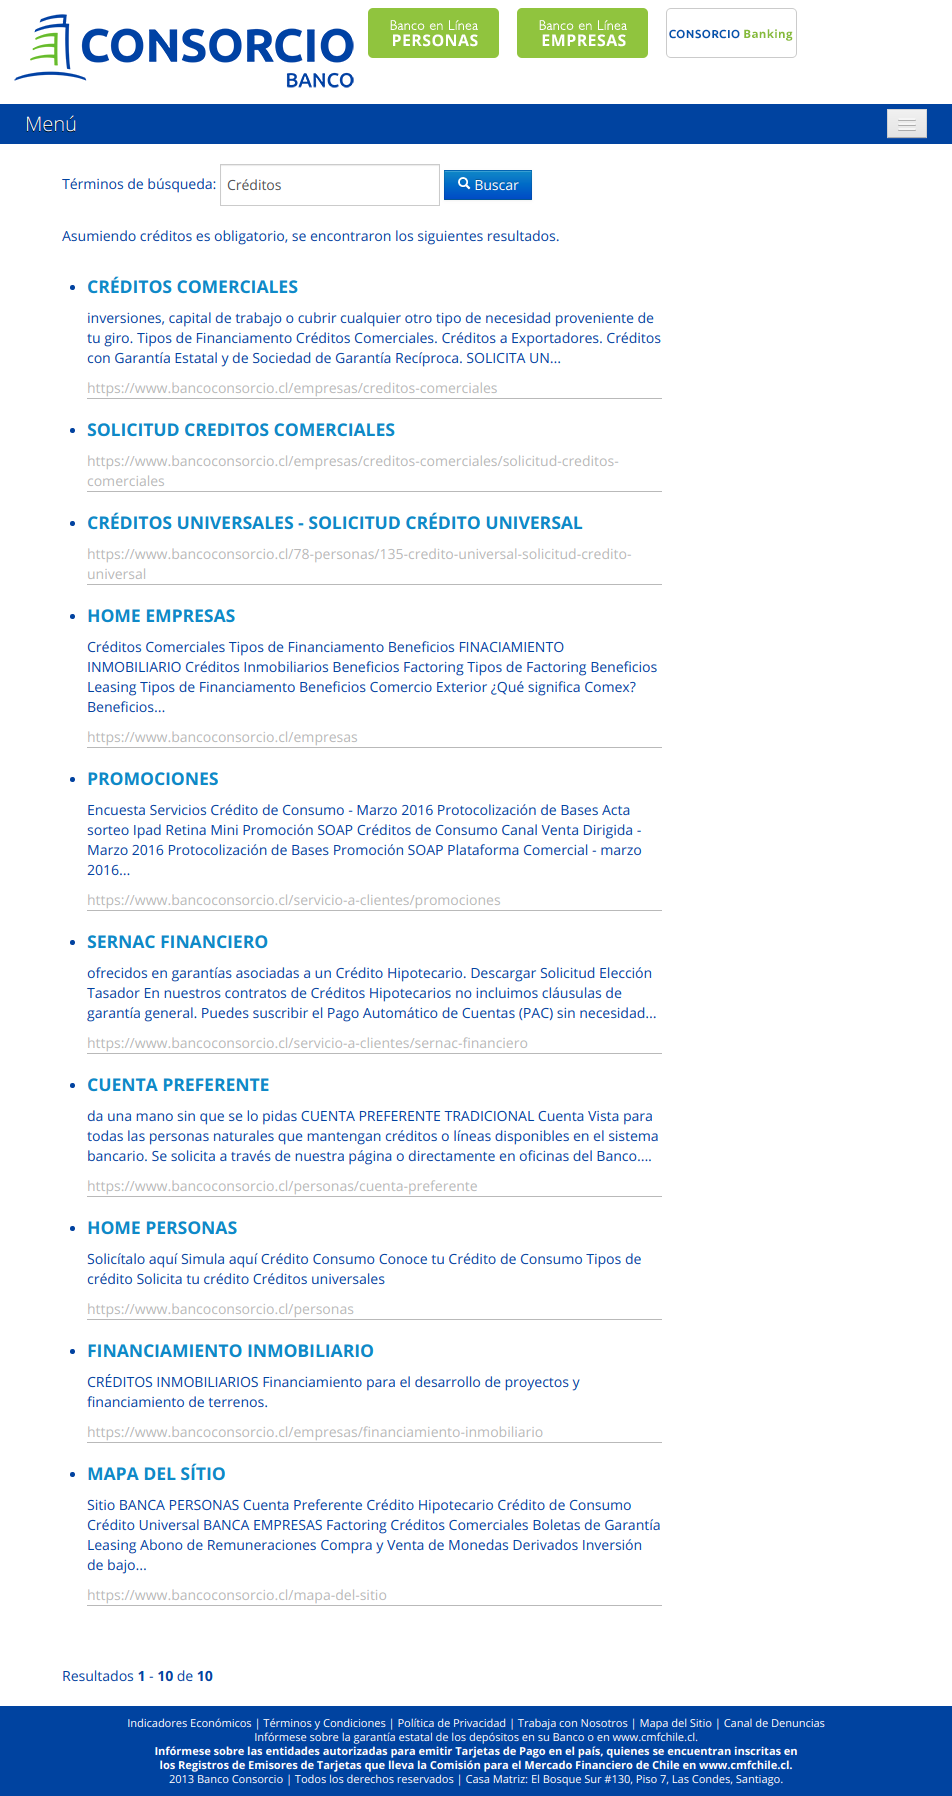 CONSORCIO
BANCO
Banco en Línea
PERSONAS
Banco en Línea
EMPRESAS
CONSORCIO Banking
Menú
Términos de búsqueda: Créditos Buscar
Asumiendo créditos es obligatorio, se encontraron los siguientes resultados.
CRÉDITOS COMERCIALES
inversiones, capital de trabajo o cubrir cualquier otro tipo de necesidad proveniente de
tu giro. Tipos de Financiamento Créditos Comerciales. Créditos a Exportadores. Créditos
con Garantía Estatal y de Sociedad de Garantía Recíproca. SOLICITA UN...
https://www.bancoconsorcio.cl/empresas/creditos-comerciales
SOLICITUD CREDITOS COMERCIALES
https://www.bancoconsorcio.cl/empresas/creditos-comerciales/solicitud-creditos-
comerciales
CRÉDITOS UNIVERSALES - SOLICITUD CRÉDITO UNIVERSAL
https://www.bancoconsorcio.cl/78-personas/135-credito-universal-solicitud-credito-
universal
HOME EMPRESAS
Créditos Comerciales Tipos de Financiamento Beneficios FINACIAMIENTO
INMOBILIARIO Créditos Inmobiliarios Beneficios Factoring Tipos de Factoring Beneficios
Leasing Tipos de Financiamento Beneficios Comercio Exterior ¿Qué significa Comex?
Beneficios...
https://www.bancoconsorcio.cl/empresas
PROMOCIONES
Encuesta Servicios Crédito de Consumo - Marzo 2016 Protocolización de Bases Acta
sorteo Ipad Retina Mini Promoción SOAP Créditos de Consumo Canal Venta Dirigida -
Marzo 2016 Protocolización de Bases Promoción SOAP Plataforma Comercial - marzo
2016...
https://www.bancoconsorcio.cl/servicio-a-clientes/promociones
SERNAC FINANCIERO
ofrecidos en garantías asociadas a un Crédito Hipotecario. Descargar Solicitud Elección
Tasador En nuestros contratos de Créditos Hipotecarios no incluimos cláusulas de
garantía general. Puedes suscribir el Pago Automático de Cuentas (PAC) sin necesidad...
https://www.bancoconsorcio.cl/servicio-a-clientes/sernac-financiero
CUENTA PREFERENTE
da una mano sin que se lo pidas CUENTA PREFERENTE TRADICIONAL Cuenta Vista para
todas las personas naturales que mantengan créditos o líneas disponibles en el sistema
bancario. Se solicita a través de nuestra página o directamente en oficinas del Banco....
https://www.bancoconsorcio.cl/personas/cuenta-preferente
HOME PERSONAS
Solicítalo aquí Simula aquí Crédito Consumo Conoce tu Crédito de Consumo Tipos de
crédito Solicita tu crédito Créditos universales
https://www.bancoconsorcio.cl/personas
FINANCIAMIENTO INMOBILIARIO
CRÉDITOS INMOBILIARIOS Financiamiento para el desarrollo de proyectos y
financiamiento de terrenos.
https://www.bancoconsorcio.cl/empresas/financiamiento-inmobiliario
MAPA DEL SÍTIO
Sitio BANCA PERSONAS Cuenta Preferente Crédito Hipotecario Crédito de Consumo
Crédito Universal BANCA EMPRESAS Factoring Créditos Comerciales Boletas de Garantía
Leasing Abono de Remuneraciones Compra y Venta de Monedas Derivados Inversión
de bajo...
https://www.bancoconsorcio.cl/mapa-del-sitio
Resultados 1 - 10 de 10
Indicadores Económicos | Términos y Condiciones | Política de Privacidad | Trabaja con Nosotros | Mapa del Sitio | Canal de Denuncias
Infórmese sobre la garantía estatal de los depósitos en su Banco o en www.cmfchile.cl.
Infórmese sobre las entidades autorizadas para emitir Tarjetas de Pago en el país, quienes se encuentran inscritas en
los Registros de Emisores de Tarjetas que lleva la Comisión para el Mercado Financiero de Chile en www.cmfchile.cl.
2013 Banco Consorcio | Todos los derechos reservados | Casa Matriz: El Bosque Sur #130, Piso 7, Las Condes, Santiago.